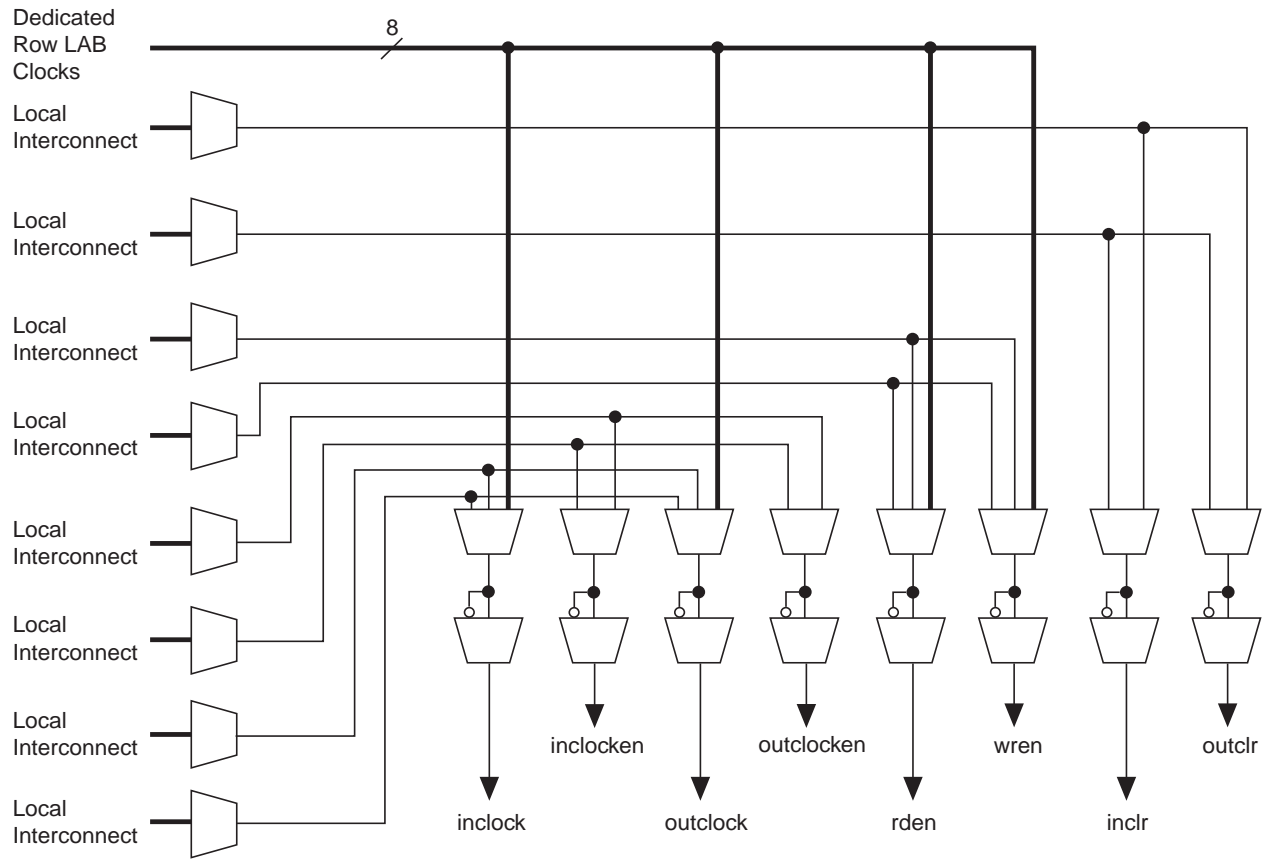 Dedicated
Row LAB
Clocks
8
Local
Interconnect
Local
Interconnect
Local
Interconnect
Local
Interconnect
Local
Interconnect
Local
Interconnect
Local
Interconnect
Local
Interconnect
inclocken
outclocken
wren
outclr
inclock
outclock
rden
inclr